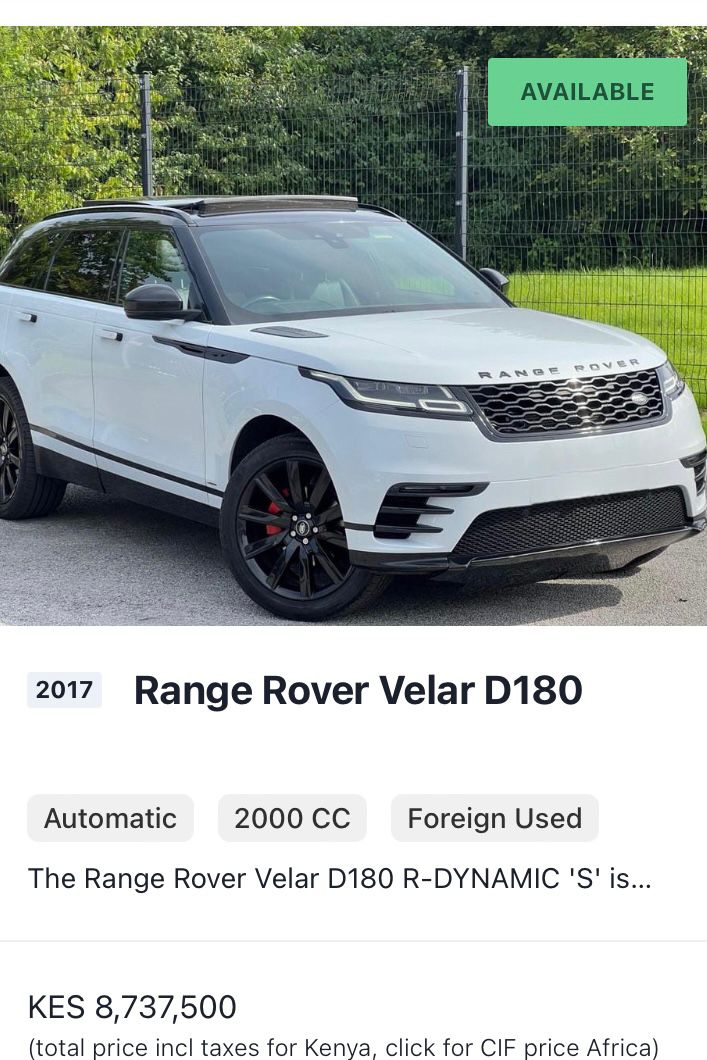 AVAILABLE
RANGE ROVER
2017 Range Rover Velar D180
Automatic 2000 CC Foreign Used
The Range Rover Velar D180 R-DYNAMIC 'S' is...
KES 8,737,500
(total price incl taxes for Kenya, click for CIF price Africa)